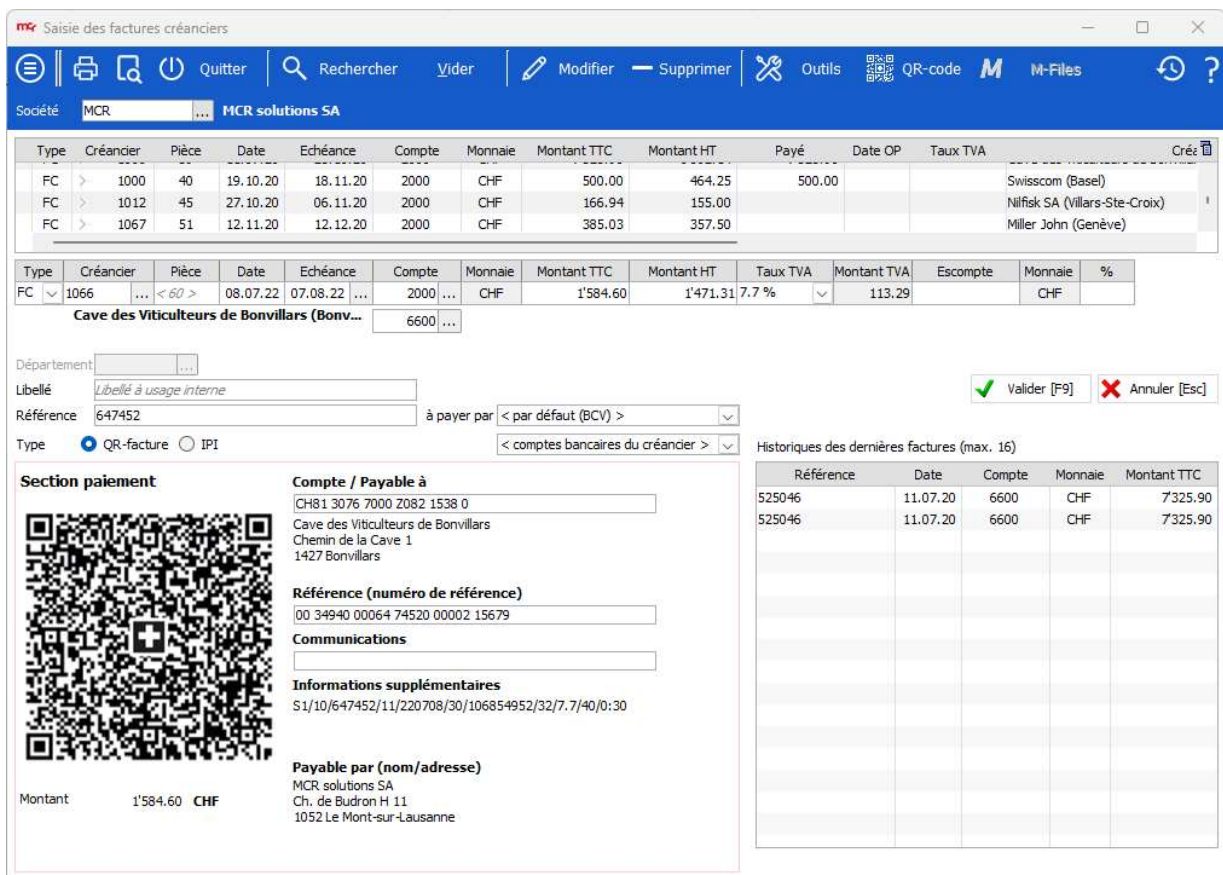 mcr Saisie des factures créanciers
Quitter Rechercher Vider Modifier Supprimer Outils QR-code M M-Files ?
Société MCR ... MCR solutions SA
Type Créancier Pièce Date Echéance Compte Monnaie Montant TTC Montant HT Payé Date OP Taux TVA Créa
FC > 1000 40 19.10.20 18.11.20 2000 CHF 500.00 464.25 500.00 Swisscom (Basel)
FC > 1012 45 27.10.20 06.11.20 2000 CHF 166.94 155.00 Nilfisk SA (Villars-Ste-Croix)
FC > 1067 51 12.11.20 12.12.20 2000 CHF 385.03 357.50 Miller John (Genève)
Type Créancier Pièce Date Echéance Compte Monnaie Montant TTC Montant HT Taux TVA Montant TVA Escompte Monnaie %
FC 1066 ... < 60 > 08.07.22 07.08.22 ... 2000 ... CHF 1'584.60 1'471.31 7.7 % 113.29 CHF
Cave des Viticulteurs de Bonvillars (Bonv... 6600 ...
Département ...
Libellé Libellé à usage interne Valider [F9] Annuler [Esc]
Référence 647452 à payer par < par défaut (BCV) >
Type QR-facture IPI < comptes bancaires du créancier > Historiques des dernières factures (max. 16)
Référence Date Compte Monnaie Montant TTC
525046 11.07.20 6600 CHF 7'325.90
525046 11.07.20 6600 CHF 7'325.90
Section paiement
Compte / Payable à
CH81 3076 7000 Z082 1538 0
Cave des Viticulteurs de Bonvillars
Chemin de la Cave 1
1427 Bonvillars
Référence (numéro de référence)
00 34940 00064 74520 00002 15679
Communications
Informations supplémentaires
S1/10/647452/11/220708/30/106854952/32/7.7/40/0:30
Payable par (nom/adresse)
MCR solutions SA
Ch. de Budron H 11
1052 Le Mont-sur-Lausanne
Montant 1'584.60 CHF